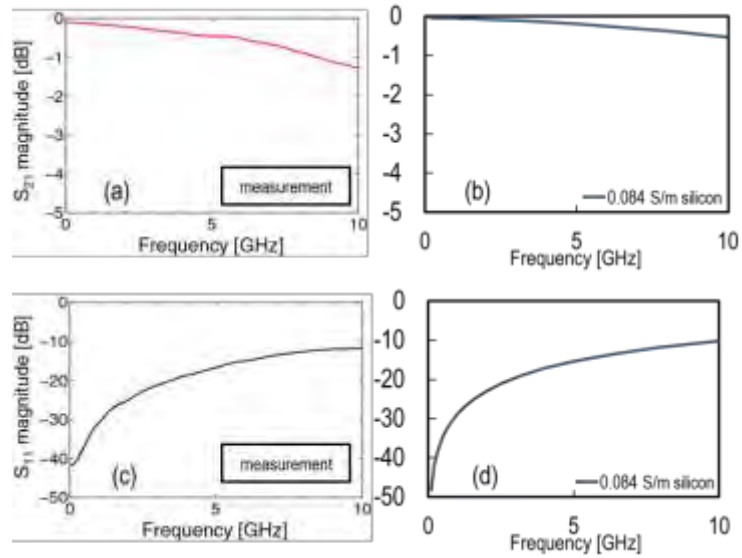 S21 magnitude [dB]
0
−1
−2
−3
−4
−5
0
5
10
(a)
measurement
Frequency [GHz]
0
-1
-2
-3
-4
-5
0
5
10
(b)
0.084 S/m silicon
Frequency [GHz]
S11 magnitude [dB]
0
−10
−20
−30
−40
−50
0
5
10
(c)
measurement
Frequency [GHz]
0
-10
-20
-30
-40
50
0
5
10
(d)
0.084 S/m silicon
Frequency [GHz]